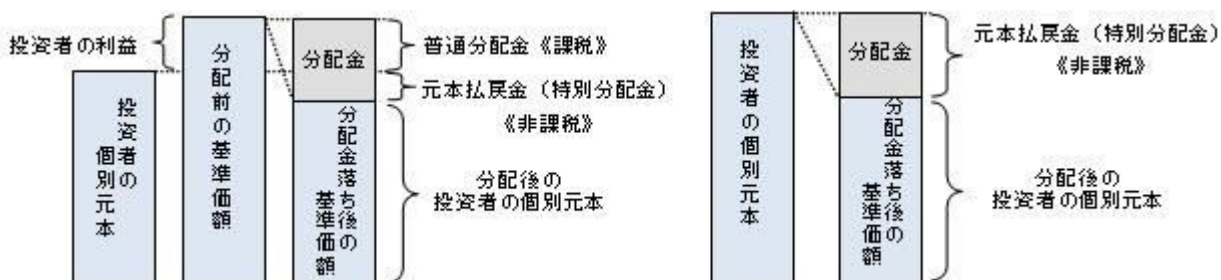 投資者の利益
投資者の
個別元本
分配前の基準価額
分配金
分配金落ち後の
基準価額
普通分配金《課税》
元本払戻金（特別分配金）
《非課税》
分配後の
投資者の個別元本
投資者の個別元本
分配金
分配金落ち後の
基準価額
元本払戻金（特別分配金）
《非課税》
分配後の
投資者の個別元本